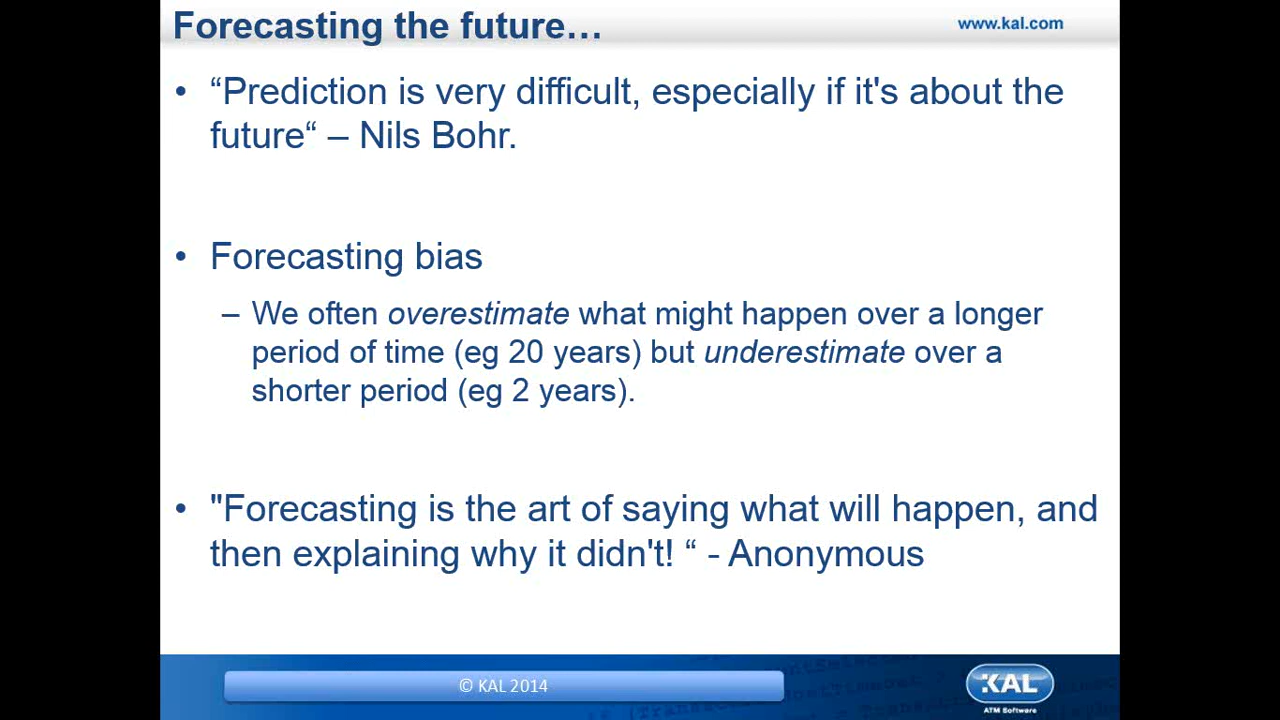 Forecasting the future…
www.kal.com
• “Prediction is very difficult, especially if it's about the
future“ – Nils Bohr.
• Forecasting bias
– We often overestimate what might happen over a longer
period of time (eg 20 years) but underestimate over a
shorter period (eg 2 years).
• "Forecasting is the art of saying what will happen, and
then explaining why it didn't! “ - Anonymous
© KAL 2014
KAL
ATM Software